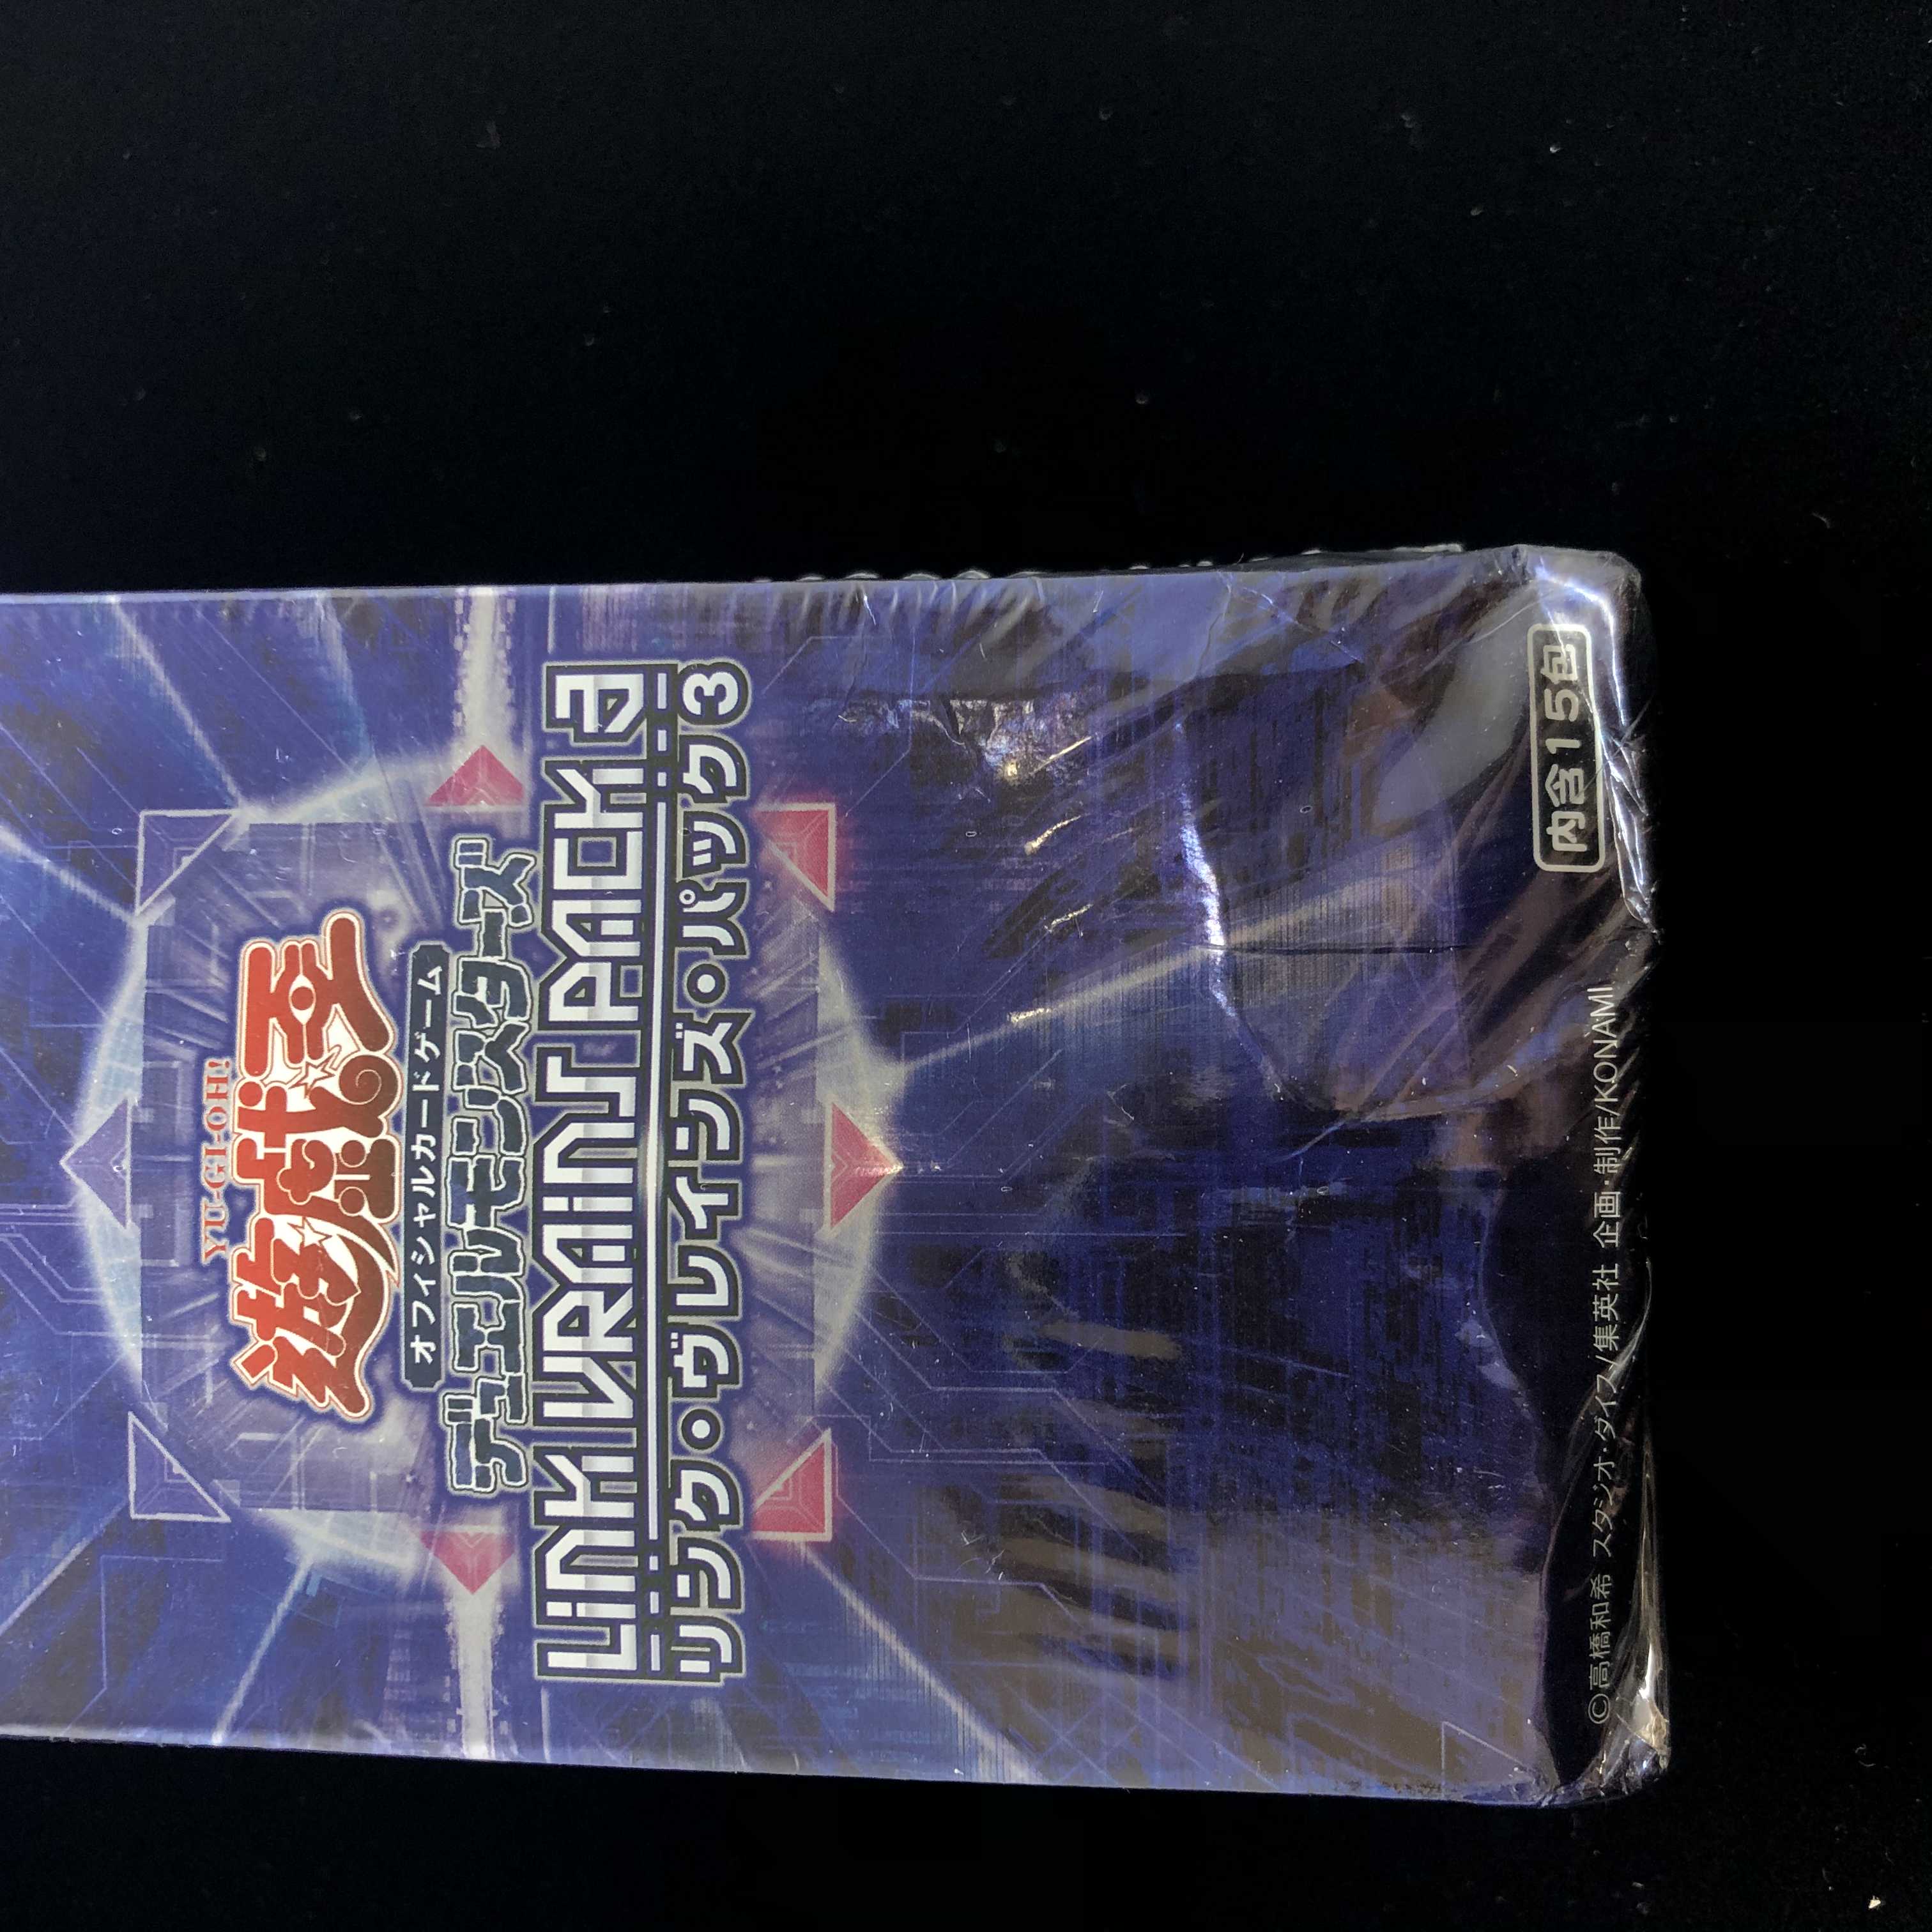 YU-GI-OH!
遊戯王
オフィシャルカードゲーム
デュエルモンスターズ
LINK VRAINS PACK 3
リンク・ヴレインズ・パック3
内含15包
©高橋和希 スタジオ・ダイス/集英社 企画・制作/KONAMI